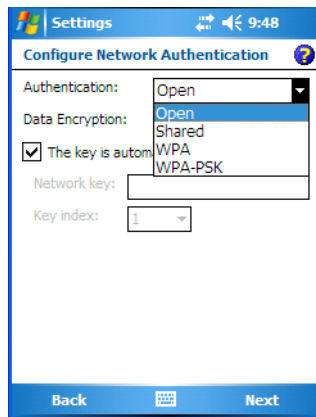 Settings 9:48
Configure Network Authentication
Authentication: Open
Open
Data Encryption:
Shared
The key is autom
WPA
WPA-PSK
Network key:
Key index: 1
Back Next